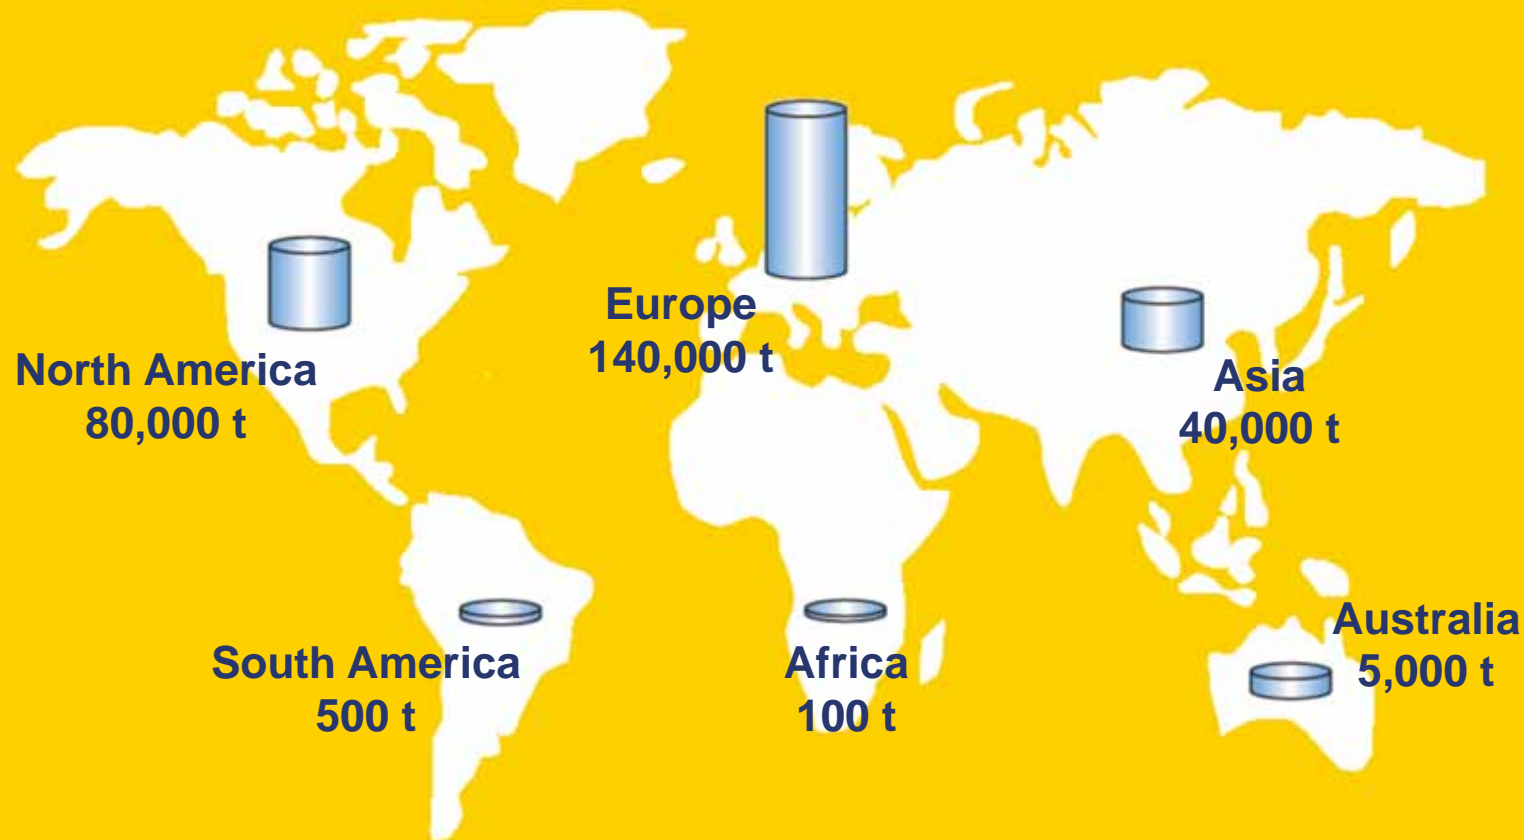 Europe
140,000 t
North America
80,000 t
Asia
40,000 t
South America
500 t
Africa
100 t
Australia
5,000 t